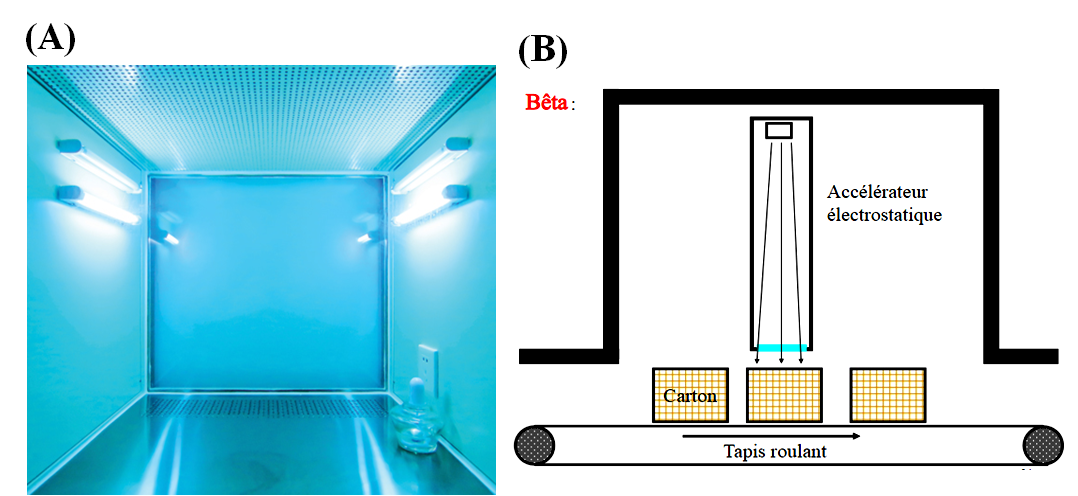 (A)
(B)
Bêta :
Accélérateur
électrostatique
Carton
Tapis roulant